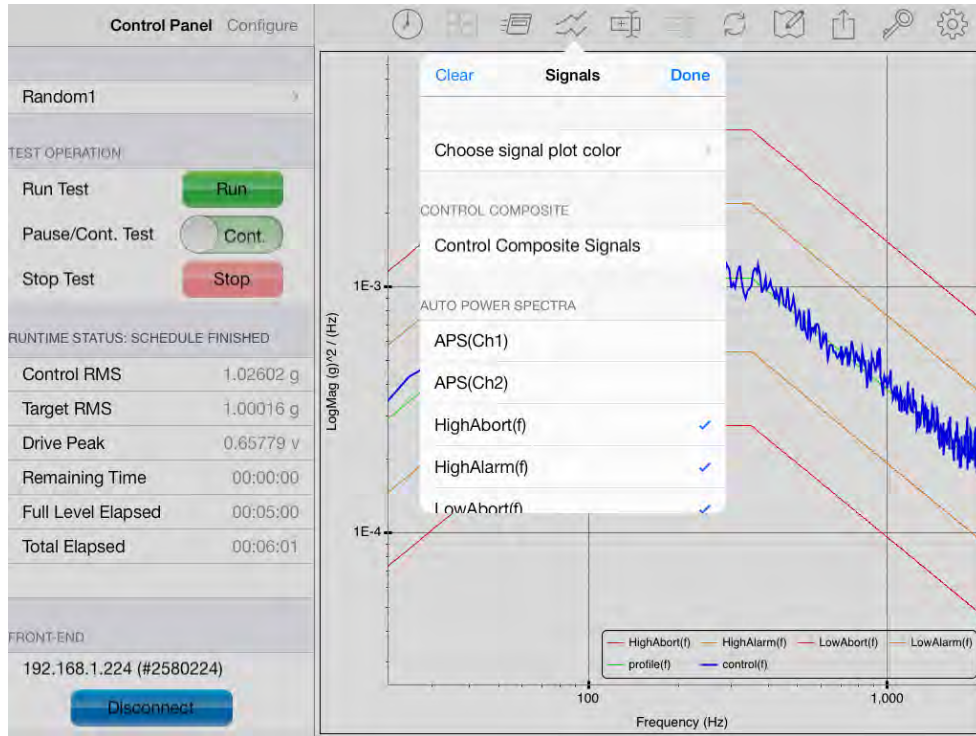 Control Panel Configure
Random1
TEST OPERATION
Run Test Run
Pause/Cont. Test Cont.
Stop Test Stop
RUNTIME STATUS: SCHEDULE FINISHED
Control RMS 1.02602 g
Target RMS 1.00016 g
Drive Peak 0.65779 v
Remaining Time 00:00:00
Full Level Elapsed 00:05:00
Total Elapsed 00:06:01
FRONT-END
192.168.1.224 (#2580224)
Disconnect
Clear Signals Done
Choose signal plot color
CONTROL COMPOSITE
Control Composite Signals
AUTO POWER SPECTRA
APS(Ch1)
APS(Ch2)
HighAbort(f)
HighAlarm(f)
LowAbort(f)
LogMag (g)^2 / (Hz)
1E-3
1E-4
HighAbort(f) HighAlarm(f) LowAbort(f) LowAlarm(f)
profile(f) control(f)
100 1,000
Frequency (Hz)